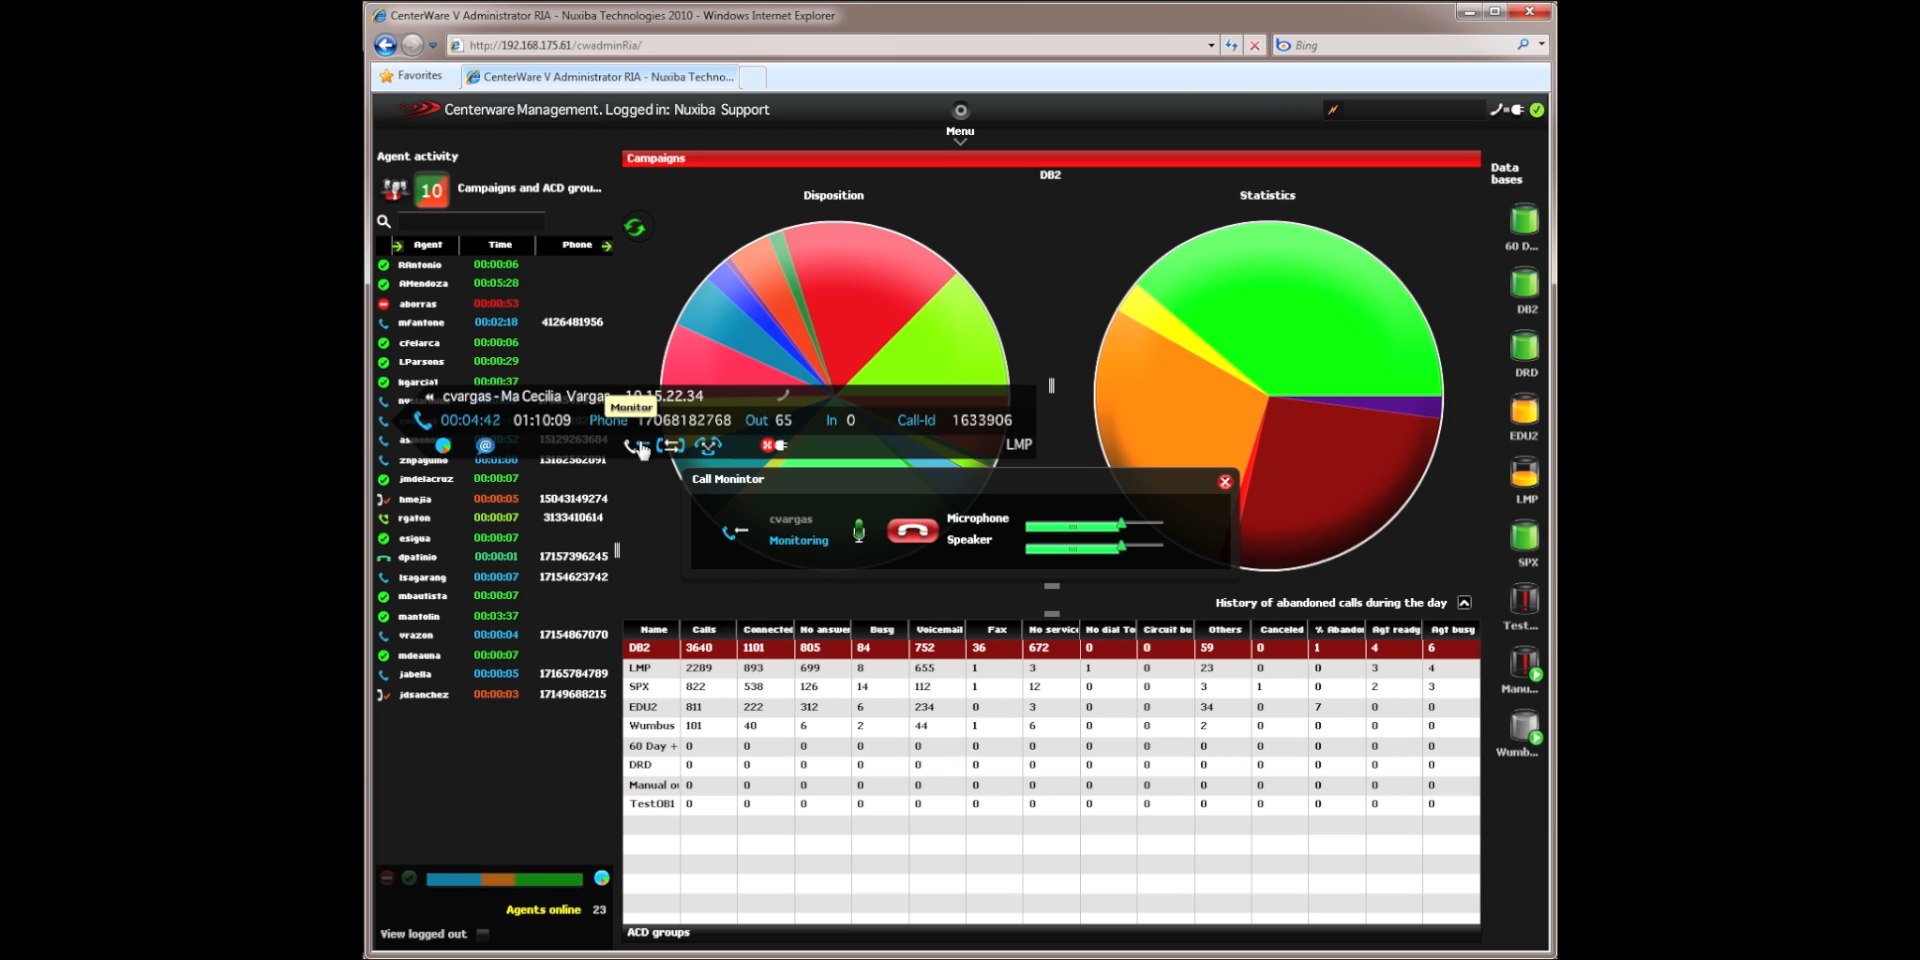 CenterWare V Administrator RIA - Nuxiba Technologies 2010 - Windows Internet Explorer
http://192.168.175.61/cwadminRia/
Bing
Favorites
CenterWare V Administrator RIA - Nuxiba Techno...
Centerware Management. Logged in: Nuxiba Support
Menu
Agent activity
10 Campaigns and ACD grou...
Agent Time Phone
RAntonio 00:00:06
AMendoza 00:05:28
aborras 00:00:53
mfantone 00:02:18 4126481956
cfelarca 00:00:06
LParsons 00:00:29
kgarcia1 00:00:37
cvargas - Ma Cecilia Vargas
15.22.34
Monitor
00:04:42 01:10:09 Phone 17068182768 Out 65 In 0 Call-Id 1633906
LMP
znpagumo 00:01:06 13182562091
jmdelacruz 00:00:07
hmejia 00:00:05 15043149274
rgaton 00:00:07 3133410614
esigua 00:00:07
dpatinio 00:00:01 17157396245
lsagarang 00:00:07 17154623742
mbautista 00:00:07
mantolin 00:03:37
vrazon 00:00:04 17154867070
mdeauna 00:00:07
jabella 00:00:05 17165784789
jdsanchez 00:00:03 17149688215
Agents online 23
View logged out
Campaigns
DB2
Disposition
Statistics
Call Monintor
cvargas
Monitoring
Microphone
Speaker
History of abandoned calls during the day
Name Calls Connected No answer Busy Voicemail Fax No servic No dial To Circuit bu Others Canceled % Abando Agt ready Agt busy
DB2 3640 1101 805 84 752 36 672 0 0 59 0 1 4 6
LMP 2289 893 699 8 655 1 3 1 0 23 0 0 3 4
SPX 822 538 126 14 112 1 12 0 0 3 1 0 2 3
EDU2 811 222 312 6 234 0 3 0 0 34 0 7 0 0
Wumbus 101 40 6 2 44 1 6 0 0 2 0 0 0 0
60 Day + 0 0 0 0 0 0 0 0 0 0 0 0 0 0
DRD 0 0 0 0 0 0 0 0 0 0 0 0 0 0
Manual o 0 0 0 0 0 0 0 0 0 0 0 0 0 0
TestOB1 0 0 0 0 0 0 0 0 0 0 0 0 0 0
ACD groups
Data
bases
60 D...
DB2
DRD
EDU2
LMP
SPX
Test...
Manu...
Wumb...